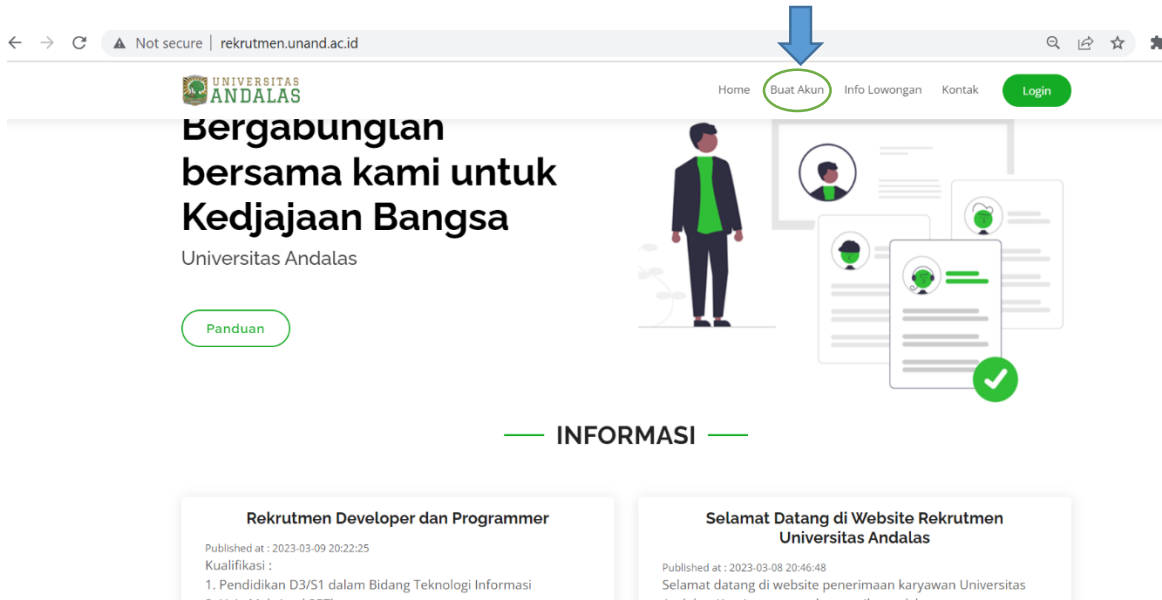 Not secure | rekrutmen.unand.ac.id
UNIVERSITAS
ANDALAS
Home Buat Akun Info Lowongan Kontak Login
Bergabunglah
bersama kami untuk
Kedjajaan Bangsa
Universitas Andalas
Panduan
INFORMASI
Rekrutmen Developer dan Programmer
Published at : 2023-03-09 20:22:25
Kualifikasi :
1. Pendidikan D3/S1 dalam Bidang Teknologi Informasi
Selamat Datang di Website Rekrutmen
Universitas Andalas
Published at : 2023-03-08 20:46:48
Selamat datang di website penerimaan karyawan Universitas